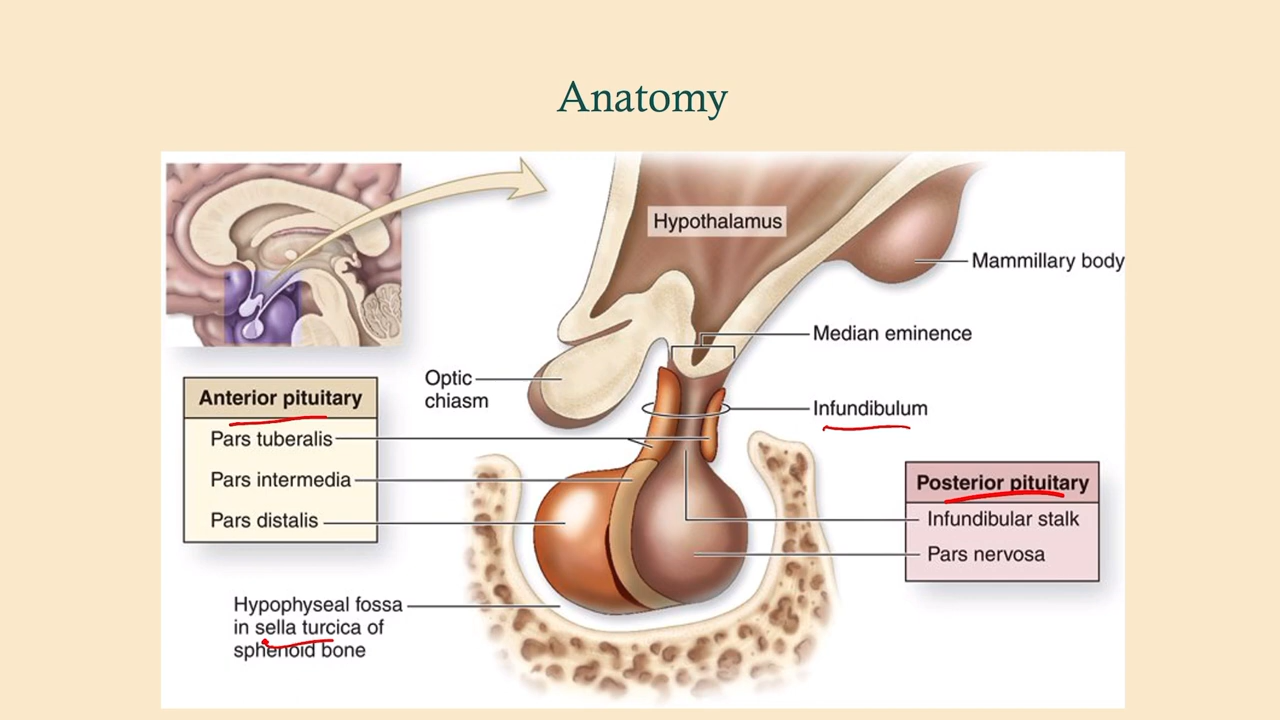 Anatomy
Hypothalamus
Mammillary body
Median eminence
Optic
chiasm
Infundibulum
Anterior pituitary
Pars tuberalis
Pars intermedia
Pars distalis
Posterior pituitary
Infundibular stalk
Pars nervosa
Hypophyseal fossa
in sella turcica of
sphenoid bone